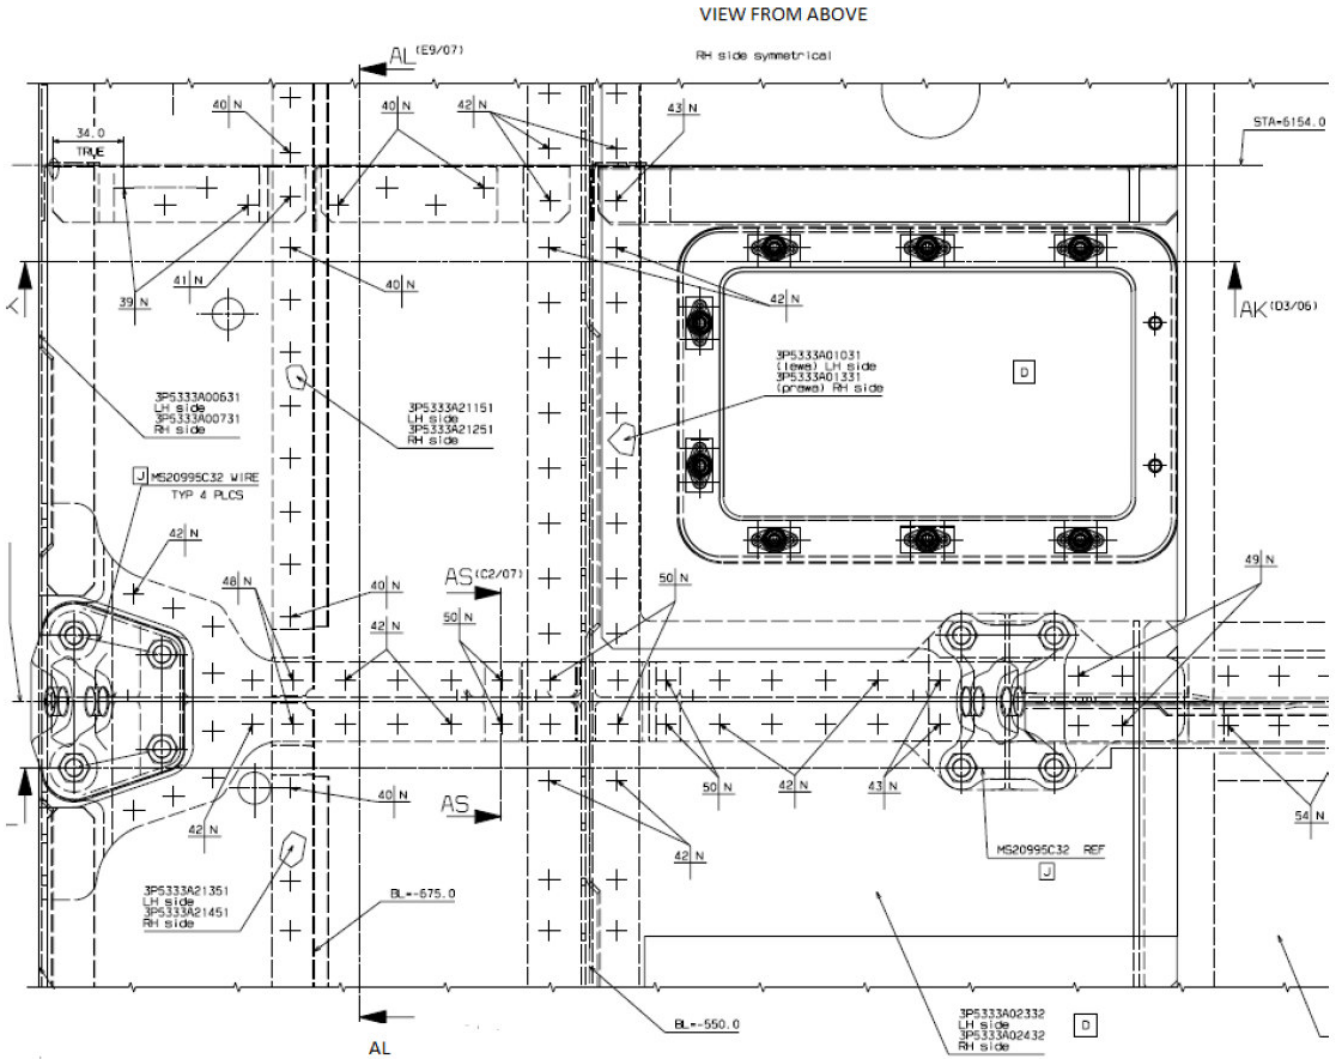 VIEW FROM ABOVE
AL (E9/07)
RH side symmetrical
40 N
40 N
42 N
43 N
34.0
TRUE
STA=6154.0
39 N
41 N
40 N
42 N
AK (D3/06)
3P5333A01031
(lewa) LH side
3P5333A01331
(prawa) RH side
D
3P5333A00631
LH side
3P5333A00731
RH side
3P5333A21151
LH side
3P5333A21251
RH side
J MS20995C32 WIRE
TYP 4 PLCS
42 N
48 N
40 N
42 N
AS (C2/07)
50 N
50 N
49 N
40 N
42 N
AS
50 N
42 N
43 N
54 N
42 N
MS20995C32 REF
J
3P5333A21351
LH side
3P5333A21451
RH side
BL=-675.0
BL=-550.0
3P5333A02332
LH side
3P5333A02432
RH side
D
AL